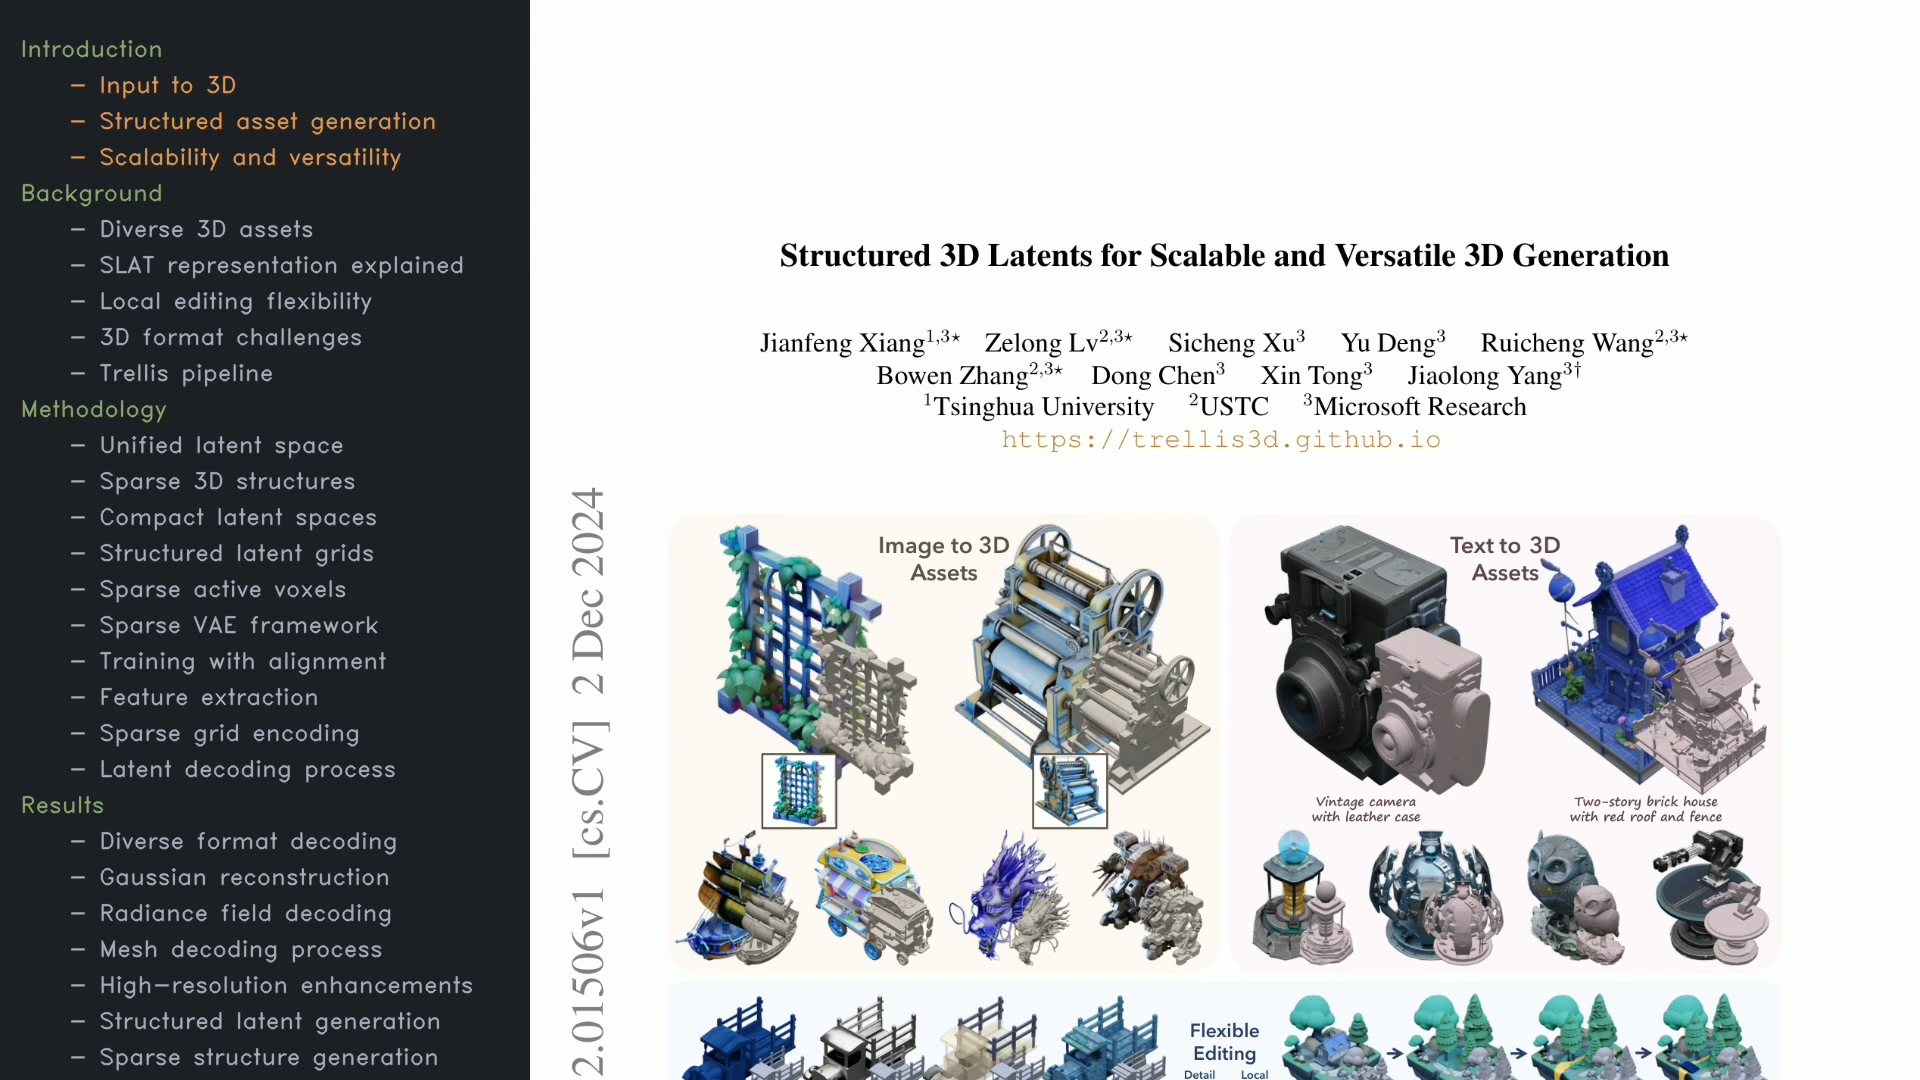 Introduction
– Input to 3D
– Structured asset generation
– Scalability and versatility
Background
– Diverse 3D assets
– SLAT representation explained
– Local editing flexibility
– 3D format challenges
– Trellis pipeline
Methodology
– Unified latent space
– Sparse 3D structures
– Compact latent spaces
– Structured latent grids
– Sparse active voxels
– Sparse VAE framework
– Training with alignment
– Feature extraction
– Sparse grid encoding
– Latent decoding process
Results
– Diverse format decoding
– Gaussian reconstruction
– Radiance field decoding
– Mesh decoding process
– High-resolution enhancements
– Structured latent generation
– Sparse structure generation
2.01506v1 [cs.CV] 2 Dec 2024
Structured 3D Latents for Scalable and Versatile 3D Generation
Jianfeng Xiang1,3⋆ Zelong Lv2,3⋆ Sicheng Xu3 Yu Deng3 Ruicheng Wang2,3⋆
Bowen Zhang2,3⋆ Dong Chen3 Xin Tong3 Jiaolong Yang3†
1Tsinghua University 2USTC 3Microsoft Research
https://trellis3d.github.io
Image to 3D
Assets
Text to 3D
Assets
Vintage camera
with leather case
Two-story brick house
with red roof and fence
Flexible
Editing
Detail Local